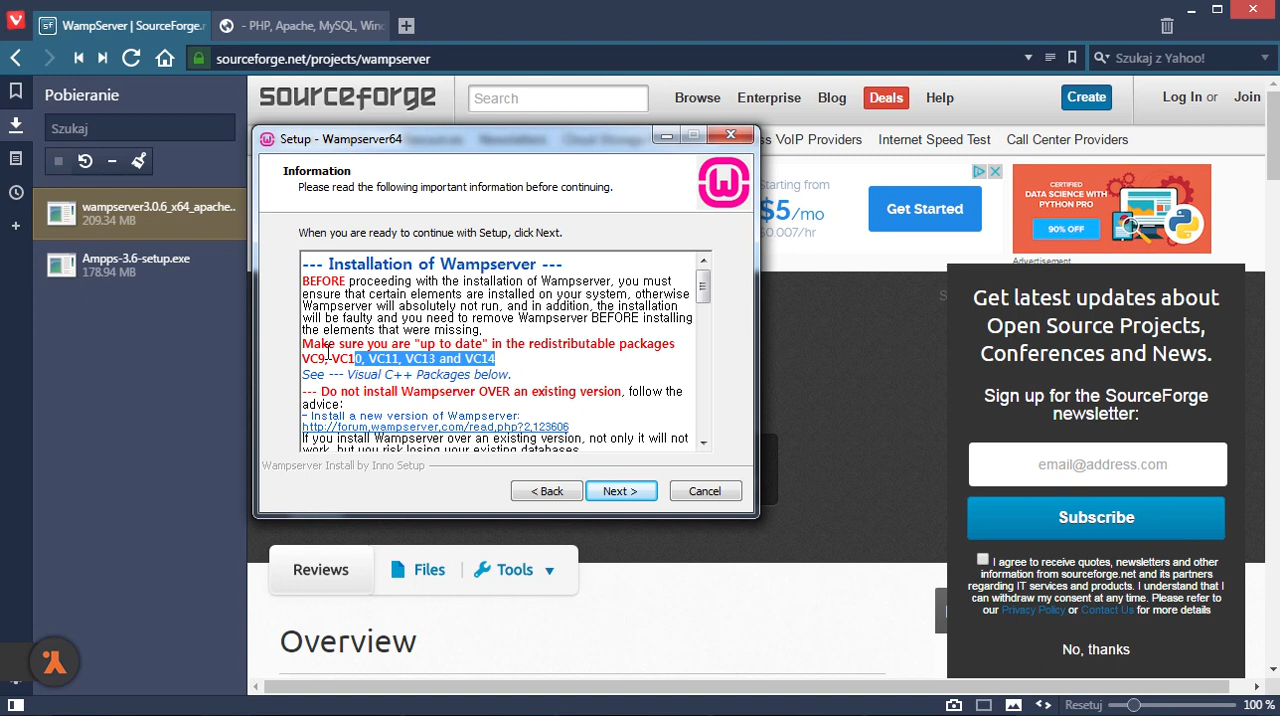 WampServer | SourceForge.r
- PHP, Apache, MySQL, Wind
sourceforge.net/projects/wampserver
Szukaj z Yahoo!
Pobieranie
Szukaj
wampserver3.0.6_x64_apache..
209.34 MB
Ampps-3.6-setup.exe
178.94 MB
sourceforge
Search
Browse
Enterprise
Blog
Deals
Help
Create
Log In or
Join
Newsletters
ss VoIP Providers
Internet Speed Test
Call Center Providers
Setup - Wampserver64
Information
Please read the following important information before continuing.
When you are ready to continue with Setup, click Next.
--- Installation of Wampserver ---
BEFORE proceeding with the installation of Wampserver, you must
ensure that certain elements are installed on your system, otherwise
Wampserver will absolutely not run, and in addition, the installation
will be faulty and you need to remove Wampserver BEFORE installing
the elements that were missing.
Make sure you are "up to date" in the redistributable packages
VC9, VC10, VC11, VC13 and VC14
See --- Visual C++ Packages below.
--- Do not install Wampserver OVER an existing version, follow the
advice:
- Install a new version of Wampserver:
http://forum.wampserver.com/read.php?2,123606
If you install Wampserver over an existing version, not only it will not
work, but you risk losing your existing databases.
Wampserver Install by Inno Setup
< Back
Next >
Cancel
Starting from
$5/mo
$0.007/hr
Get Started
CERTIFIED
DATA SCIENCE WITH
PYTHON PRO
90% OFF
Advertisement
Get latest updates about
Open Source Projects,
Conferences and News.
Sign up for the SourceForge
newsletter:
email@address.com
Subscribe
I agree to receive quotes, newsletters and other
information from sourceforge.net and its partners
regarding IT services and products. I understand that I
can withdraw my consent at any time. Please refer to
our Privacy Policy or Contact Us for more details
No, thanks
Reviews
Files
Tools
Overview
Resetuj
100 %